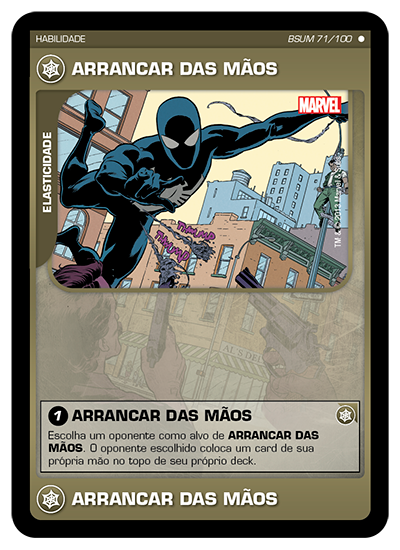 HABILIDADE
BSUM 71/100
ARRANCAR DAS MÃOS
MARVEL
ELASTICIDADE
THWUMP
THWUMP
AL'S DEL
1 ARRANCAR DAS MÃOS
Escolha um oponente como alvo de ARRANCAR DAS
MÃOS. O oponente escolhido coloca um card de sua
própria mão no topo de seu próprio deck.
ARRANCAR DAS MÃOS